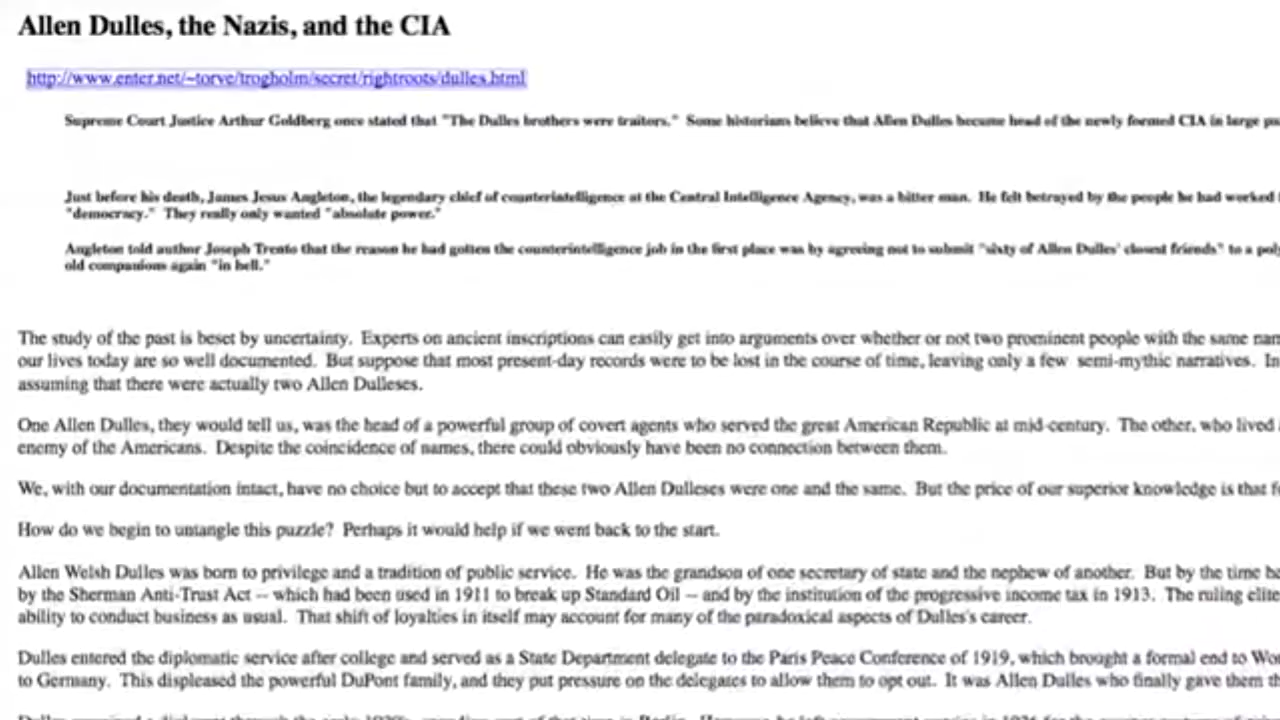 Allen Dulles, the Nazis, and the CIA
http://www.enter.net/~torve/trogholm/secret/rightroots/dulles.html
Supreme Court Justice Arthur Goldberg once stated that "The Dulles brothers were traitors." Some historians believe that Allen Dulles became head of the newly formed CIA in large
Just before his death, James Jesus Angleton, the legendary chief of counterintelligence at the Central Intelligence Agency, was a bitter man. He felt betrayed by the people he had worked
"democracy." They really only wanted "absolute power."
Angleton told author Joseph Trento that the reason he had gotten the counterintelligence job in the first place was by agreeing not to submit "sixty of Allen Dulles' closest friends" to a
old companions again "in hell."
The study of the past is beset by uncertainty. Experts on ancient inscriptions can easily get into arguments over whether or not two prominent people with the same
our lives today are so well documented. But suppose that most present-day records were to be lost in the course of time, leaving only a few semi-mythic narratives. In
assuming that there were actually two Allen Dulleses.
One Allen Dulles, they would tell us, was the head of a powerful group of covert agents who served the great American Republic at mid-century. The other, who lived
enemy of the Americans. Despite the coincidence of names, there could obviously have been no connection between them.
We, with our documentation intact, have no choice but to accept that these two Allen Dulleses were one and the same. But the price of our superior knowledge is that
How do we begin to untangle this puzzle? Perhaps it would help if we went back to the start.
Allen Welsh Dulles was born to privilege and a tradition of public service. He was the grandson of one secretary of state and the nephew of another. But by the time
by the Sherman Anti-Trust Act -- which had been used in 1911 to break up Standard Oil -- and by the institution of the progressive income tax in 1913. The ruling elite
ability to conduct business as usual. That shift of loyalties in itself may account for many of the paradoxical aspects of Dulles's career.
Dulles entered the diplomatic service after college and served as a State Department delegate to the Paris Peace Conference of 1919, which brought a formal end to
to Germany. This displeased the powerful DuPont family, and they put pressure on the delegates to allow them to opt out. It was Allen Dulles who finally gave them